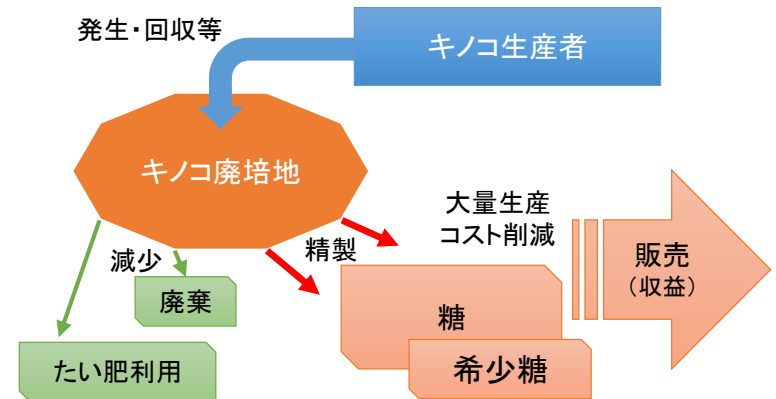 発生・回収等
キノコ生産者
キノコ廃培地
減少
廃棄
たい肥利用
精製
大量生産
コスト削減
糖
希少糖
販売
（収益）